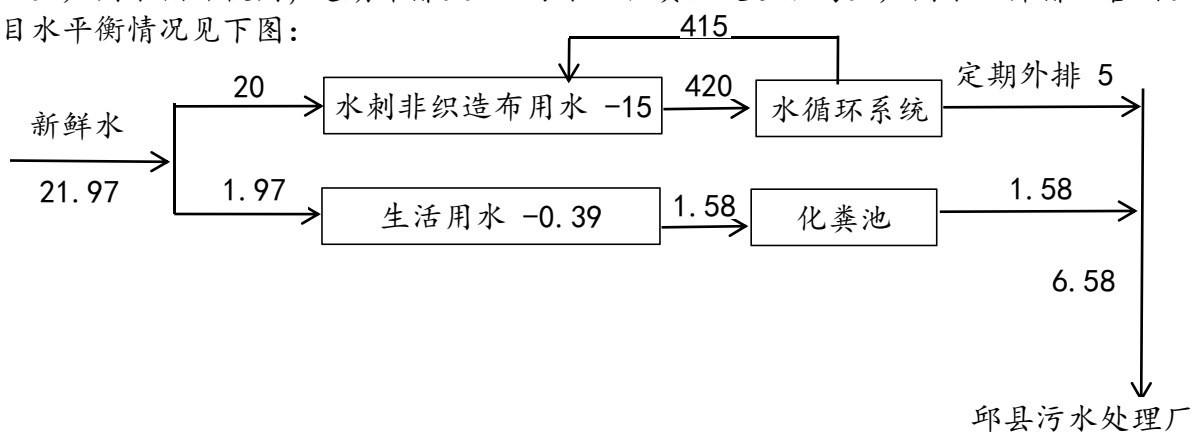 目水平衡情况见下图：
415
20
水刺非织造布用水 -15
420
水循环系统
定期外排 5
新鲜水
21.97
1.97
生活用水 -0.39
1.58
化粪池
1.58
6.58
邱县污水处理厂